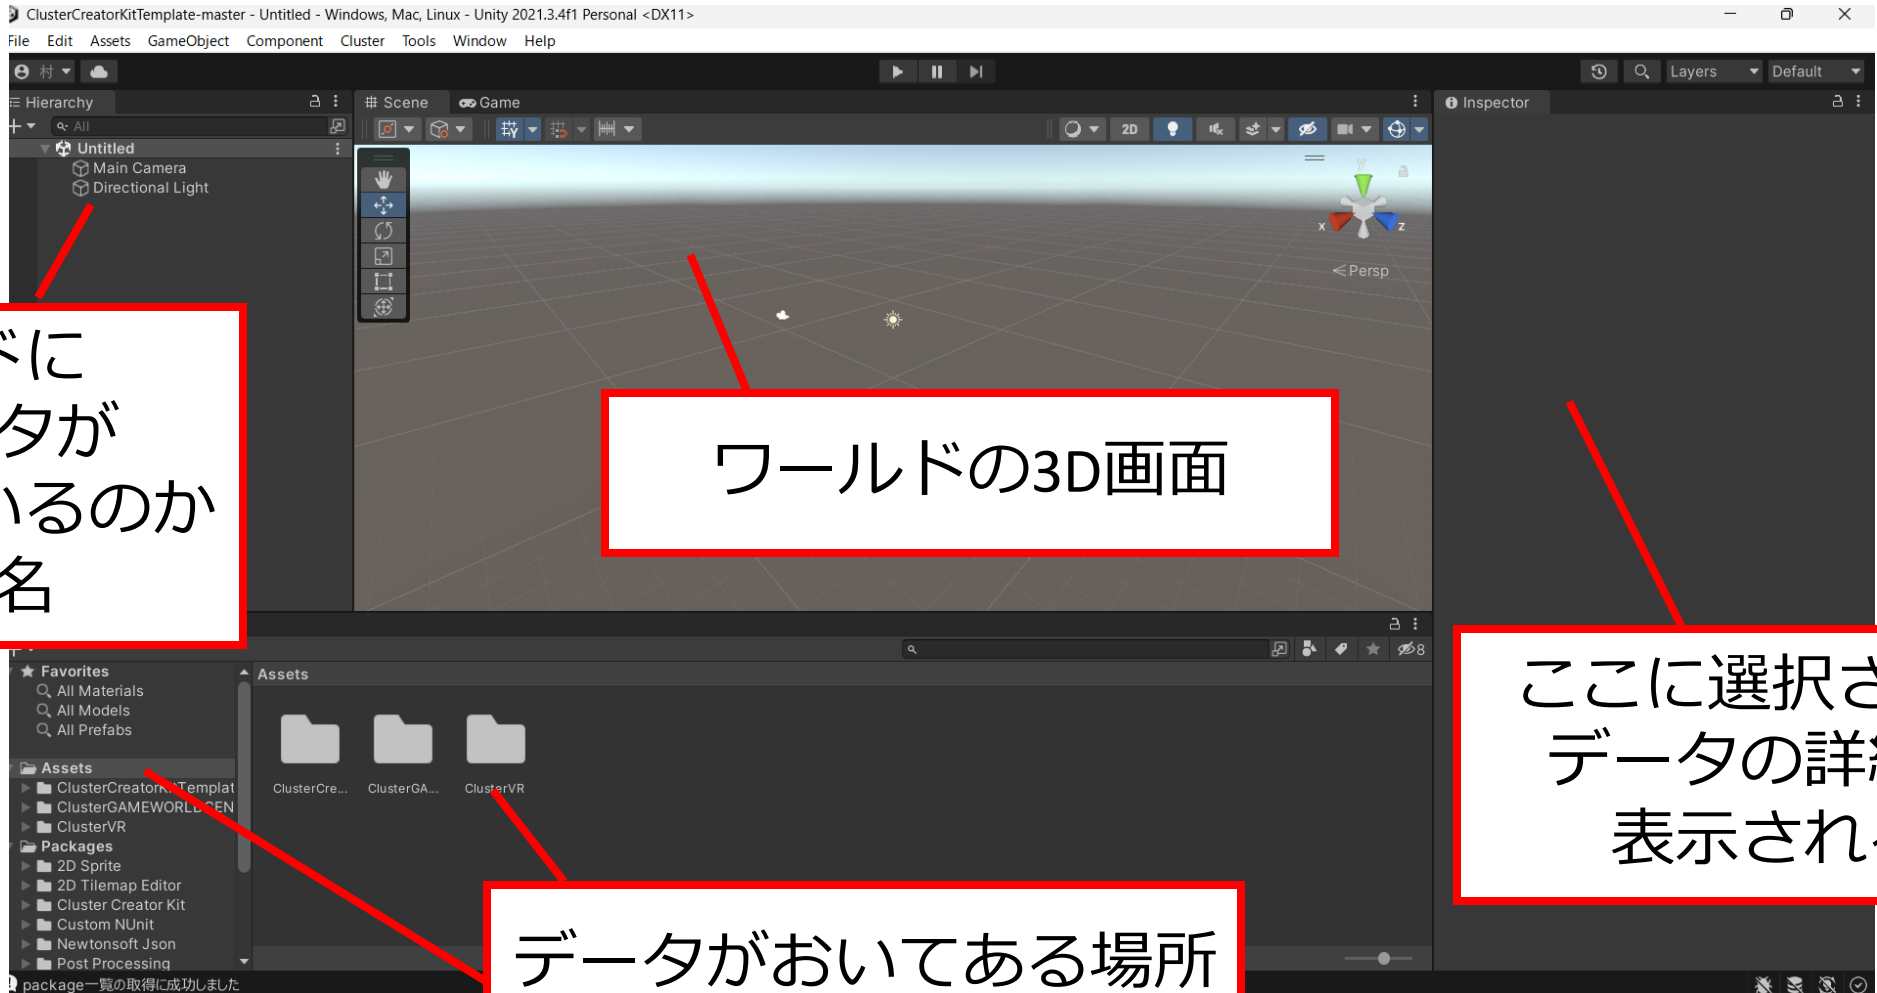 ClusterCreatorKitTemplate-master - Untitled - Windows, Mac, Linux - Unity 2021.3.4f1 Personal <DX11>
File Edit Assets GameObject Component Cluster Tools Window Help
村
Layers
Default
Hierarchy
All
Untitled
Main Camera
Directional Light
Scene
Game
2D
y
x
z
Persp
Inspector
ドに
タが
いるのか
名
ワールドの3D画面
8
Favorites
All Materials
All Models
All Prefabs
Assets
ClusterCreatorKitTemplat
ClusterGAMEWORLDCEN
ClusterVR
Packages
2D Sprite
2D Tilemap Editor
Cluster Creator Kit
Custom NUnit
Newtonsoft Json
Post Processing
Assets
ClusterCre...
ClusterGA...
ClusterVR
ここに選択さ
データの詳
表示され
データがおいてある場所
package一覧の取得に成功しました